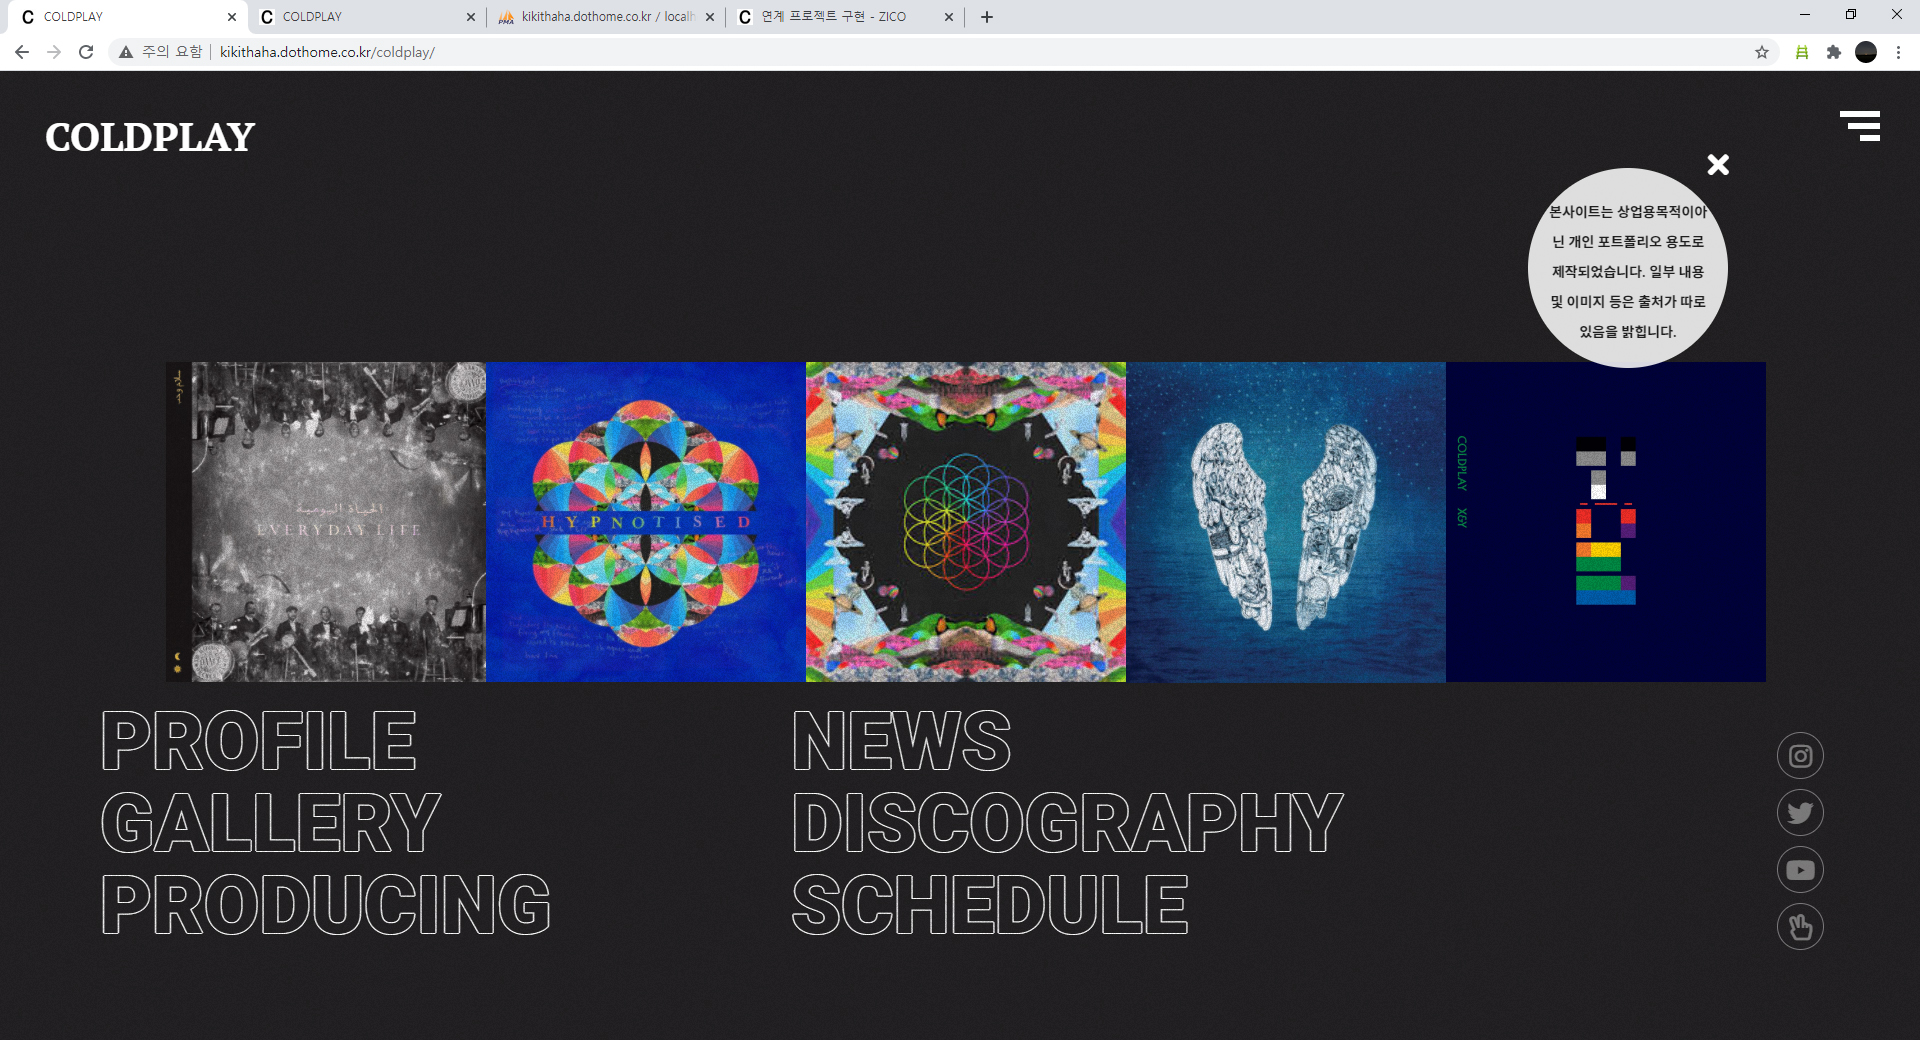 COLDPLAY
COLDPLAY
kikithaha.dothome.co.kr / localh
연계 프로젝트 구현 - ZICO
주의 요함
kikithaha.dothome.co.kr/coldplay/
COLDPLAY
본사이트는 상업용목적이아
닌 개인 포트폴리오 용도로
제작되었습니다. 일부 내용
및 이미지 등은 출처가 따로
있음을 밝힙니다.
الحياة اليومية
EVERYDAY LIFE
HYPNOTISED
COLDPLAY X&Y
PROFILE
NEWS
GALLERY
DISCOGRAPHY
PRODUCING
SCHEDULE